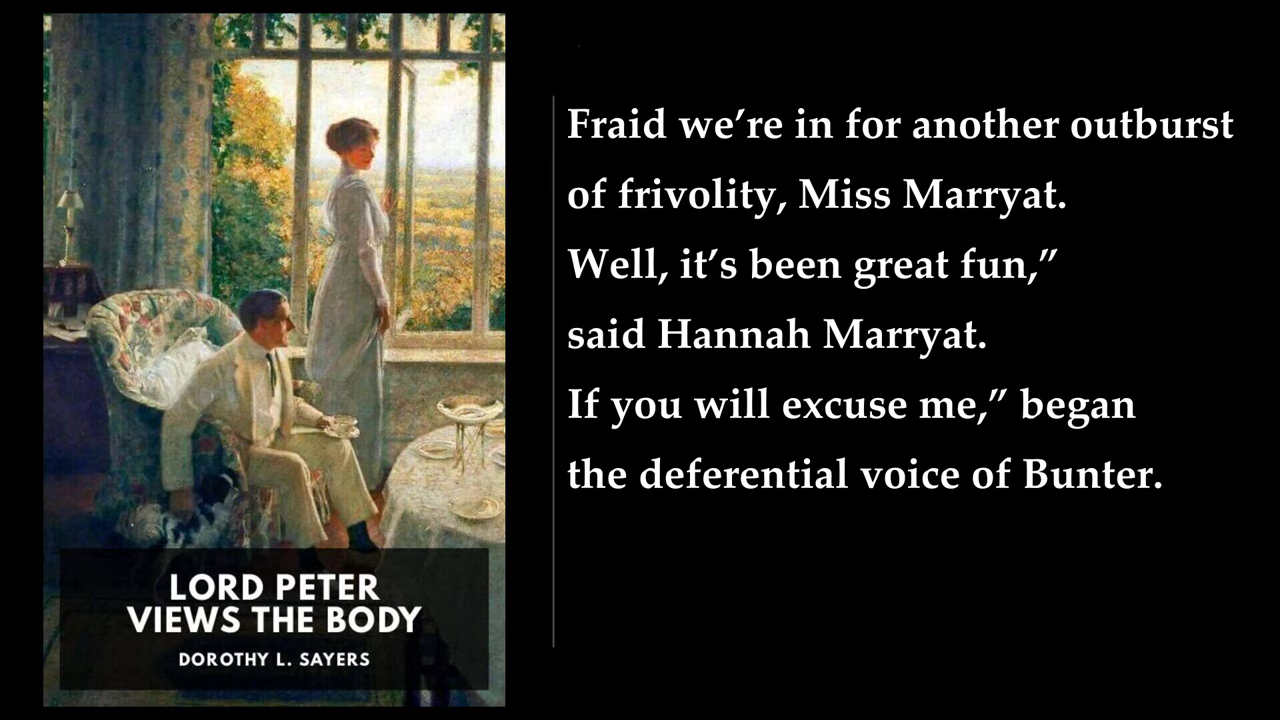 Fraid we’re in for another outburst
of frivolity, Miss Marryat.
Well, it’s been great fun,”
said Hannah Marryat.
If you will excuse me,” began
the deferential voice of Bunter.
LORD PETER
VIEWS THE BODY
DOROTHY L. SAYERS